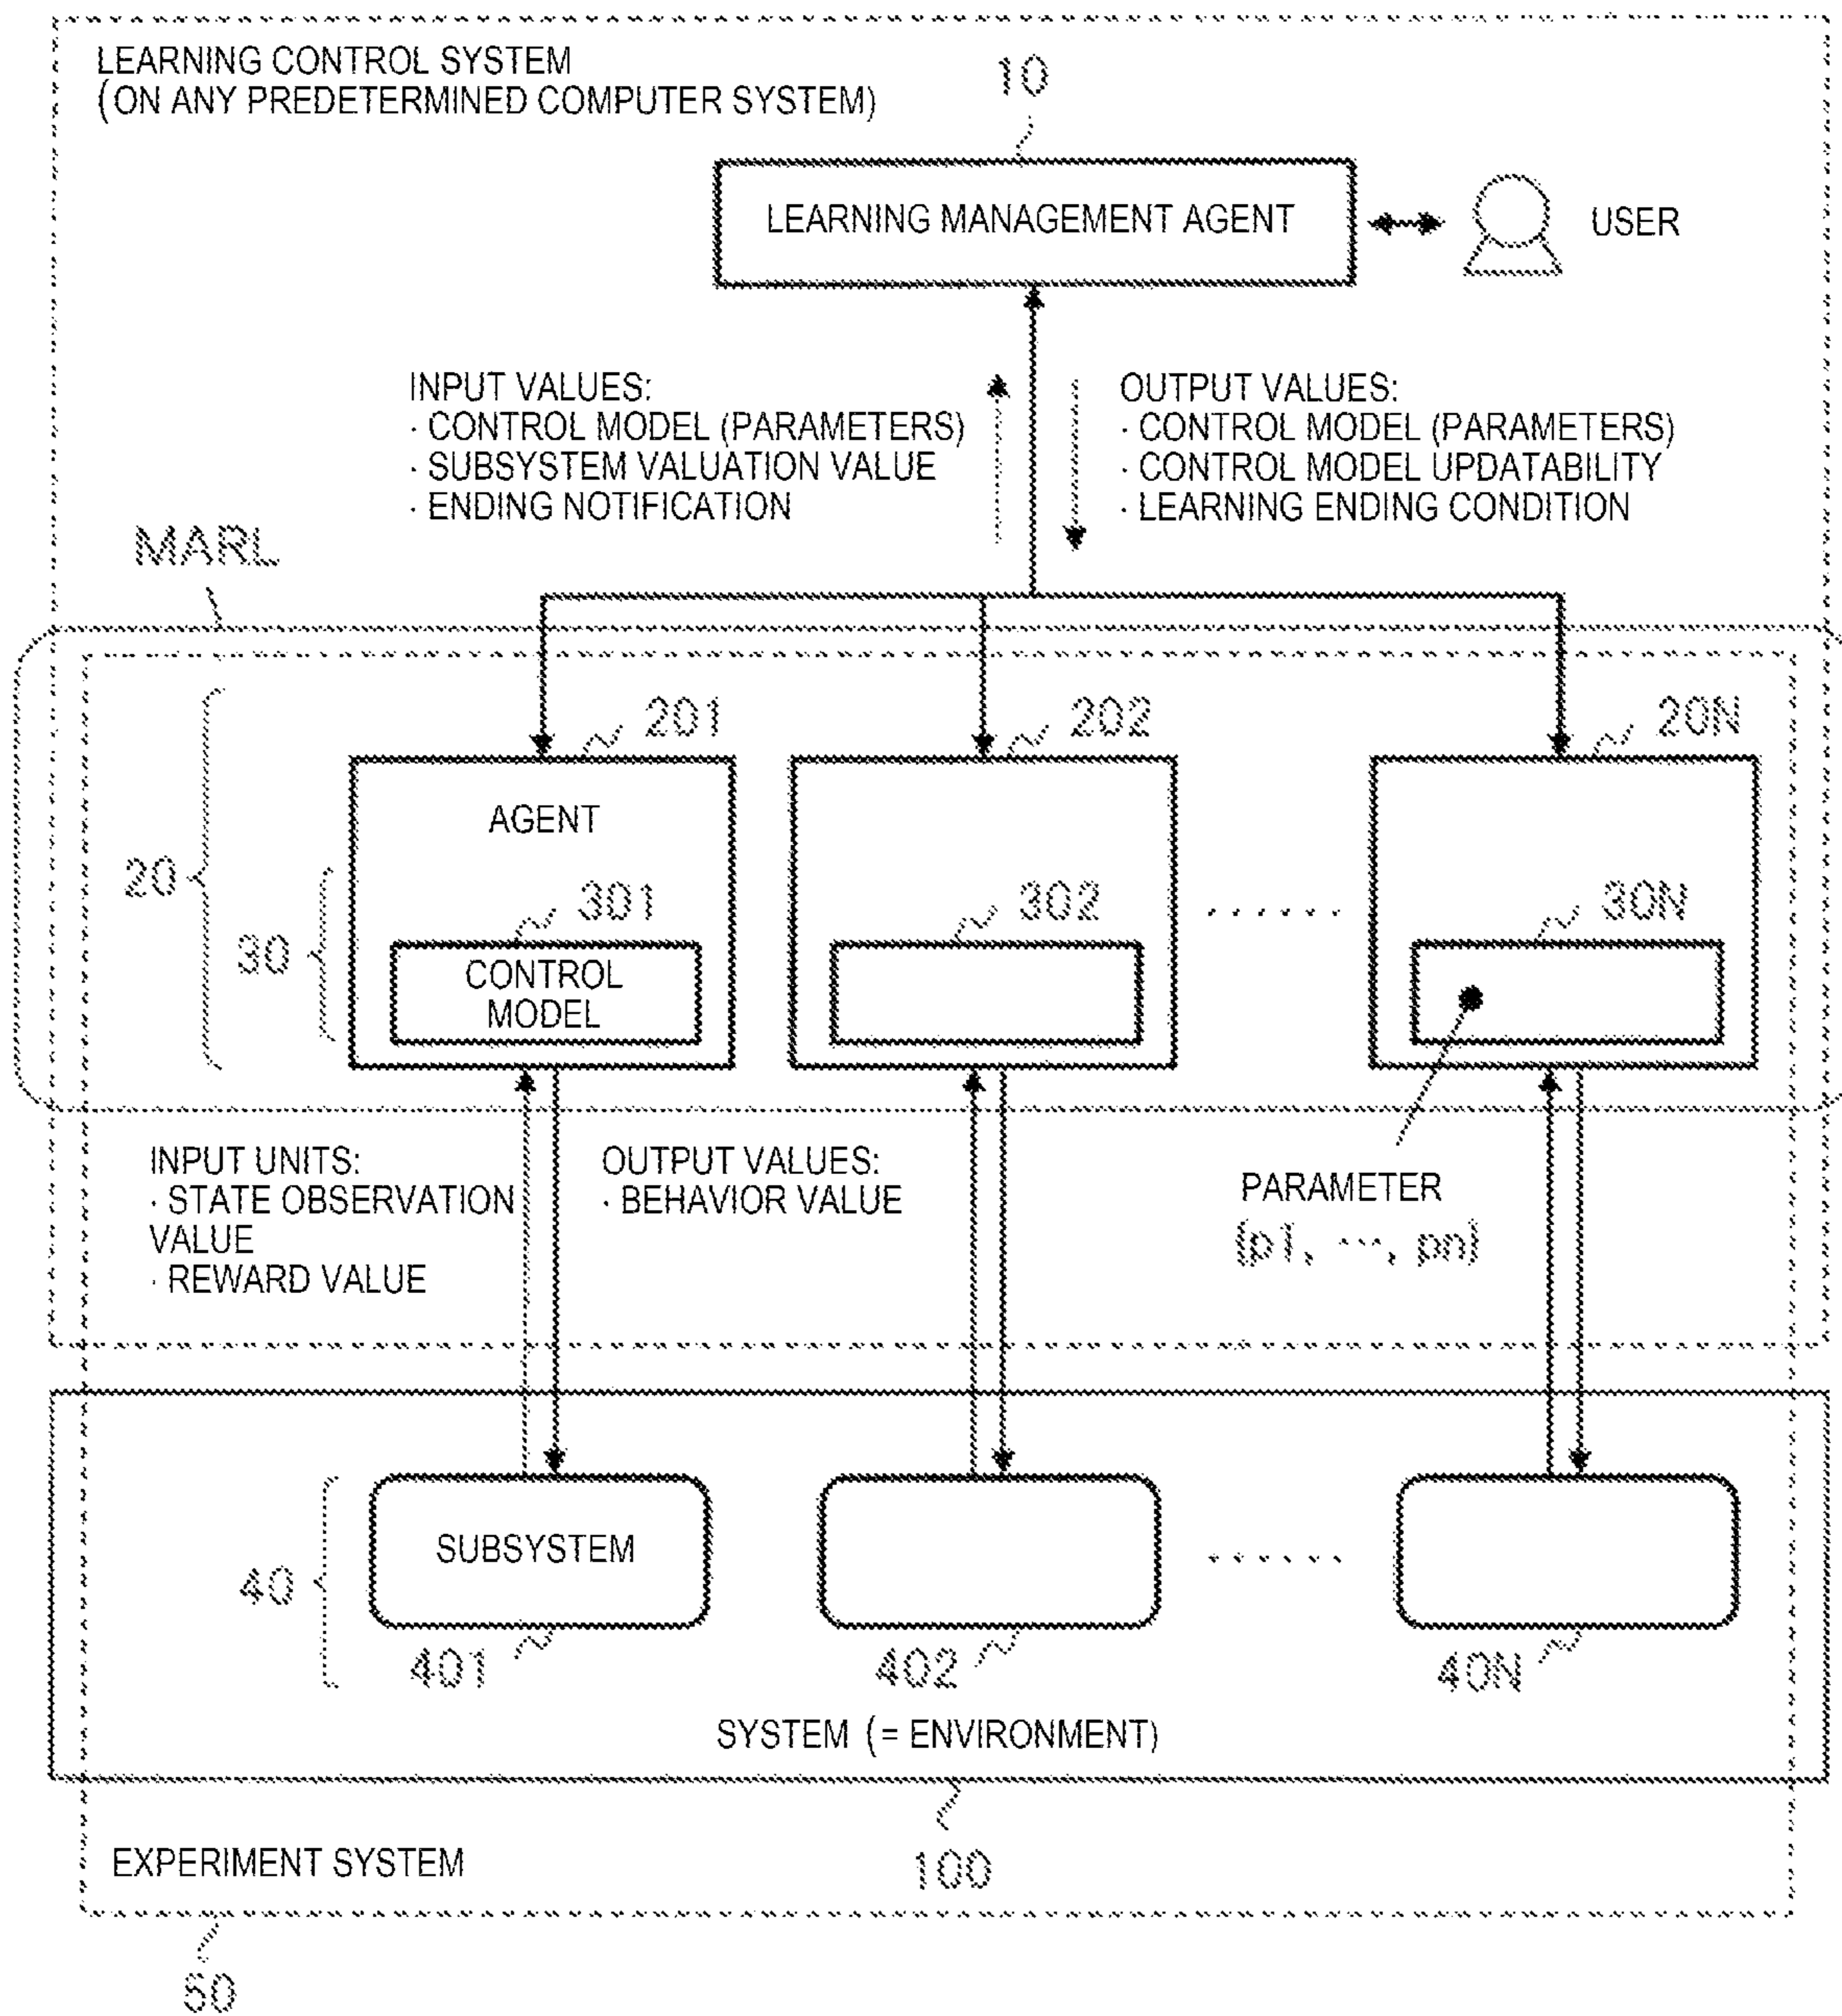 LEARNING CONTROL SYSTEM
(ON ANY PREDETERMINED COMPUTER SYSTEM)
10
LEARNING MANAGEMENT AGENT
USER
INPUT VALUES:
· CONTROL MODEL (PARAMETERS)
· SUBSYSTEM VALUATION VALUE
· ENDING NOTIFICATION
OUTPUT VALUES:
· CONTROL MODEL (PARAMETERS)
· CONTROL MODEL UPDATABILITY
· LEARNING ENDING CONDITION
MARL
201
202
20N
AGENT
20
30
301
302
30N
······
CONTROL
MODEL
INPUT UNITS:
· STATE OBSERVATION
VALUE
· REWARD VALUE
OUTPUT VALUES:
· BEHAVIOR VALUE
PARAMETER
{p1, ···, pn}
SUBSYSTEM
······
40
401
402
40N
SYSTEM (= ENVIRONMENT)
100
EXPERIMENT SYSTEM
50